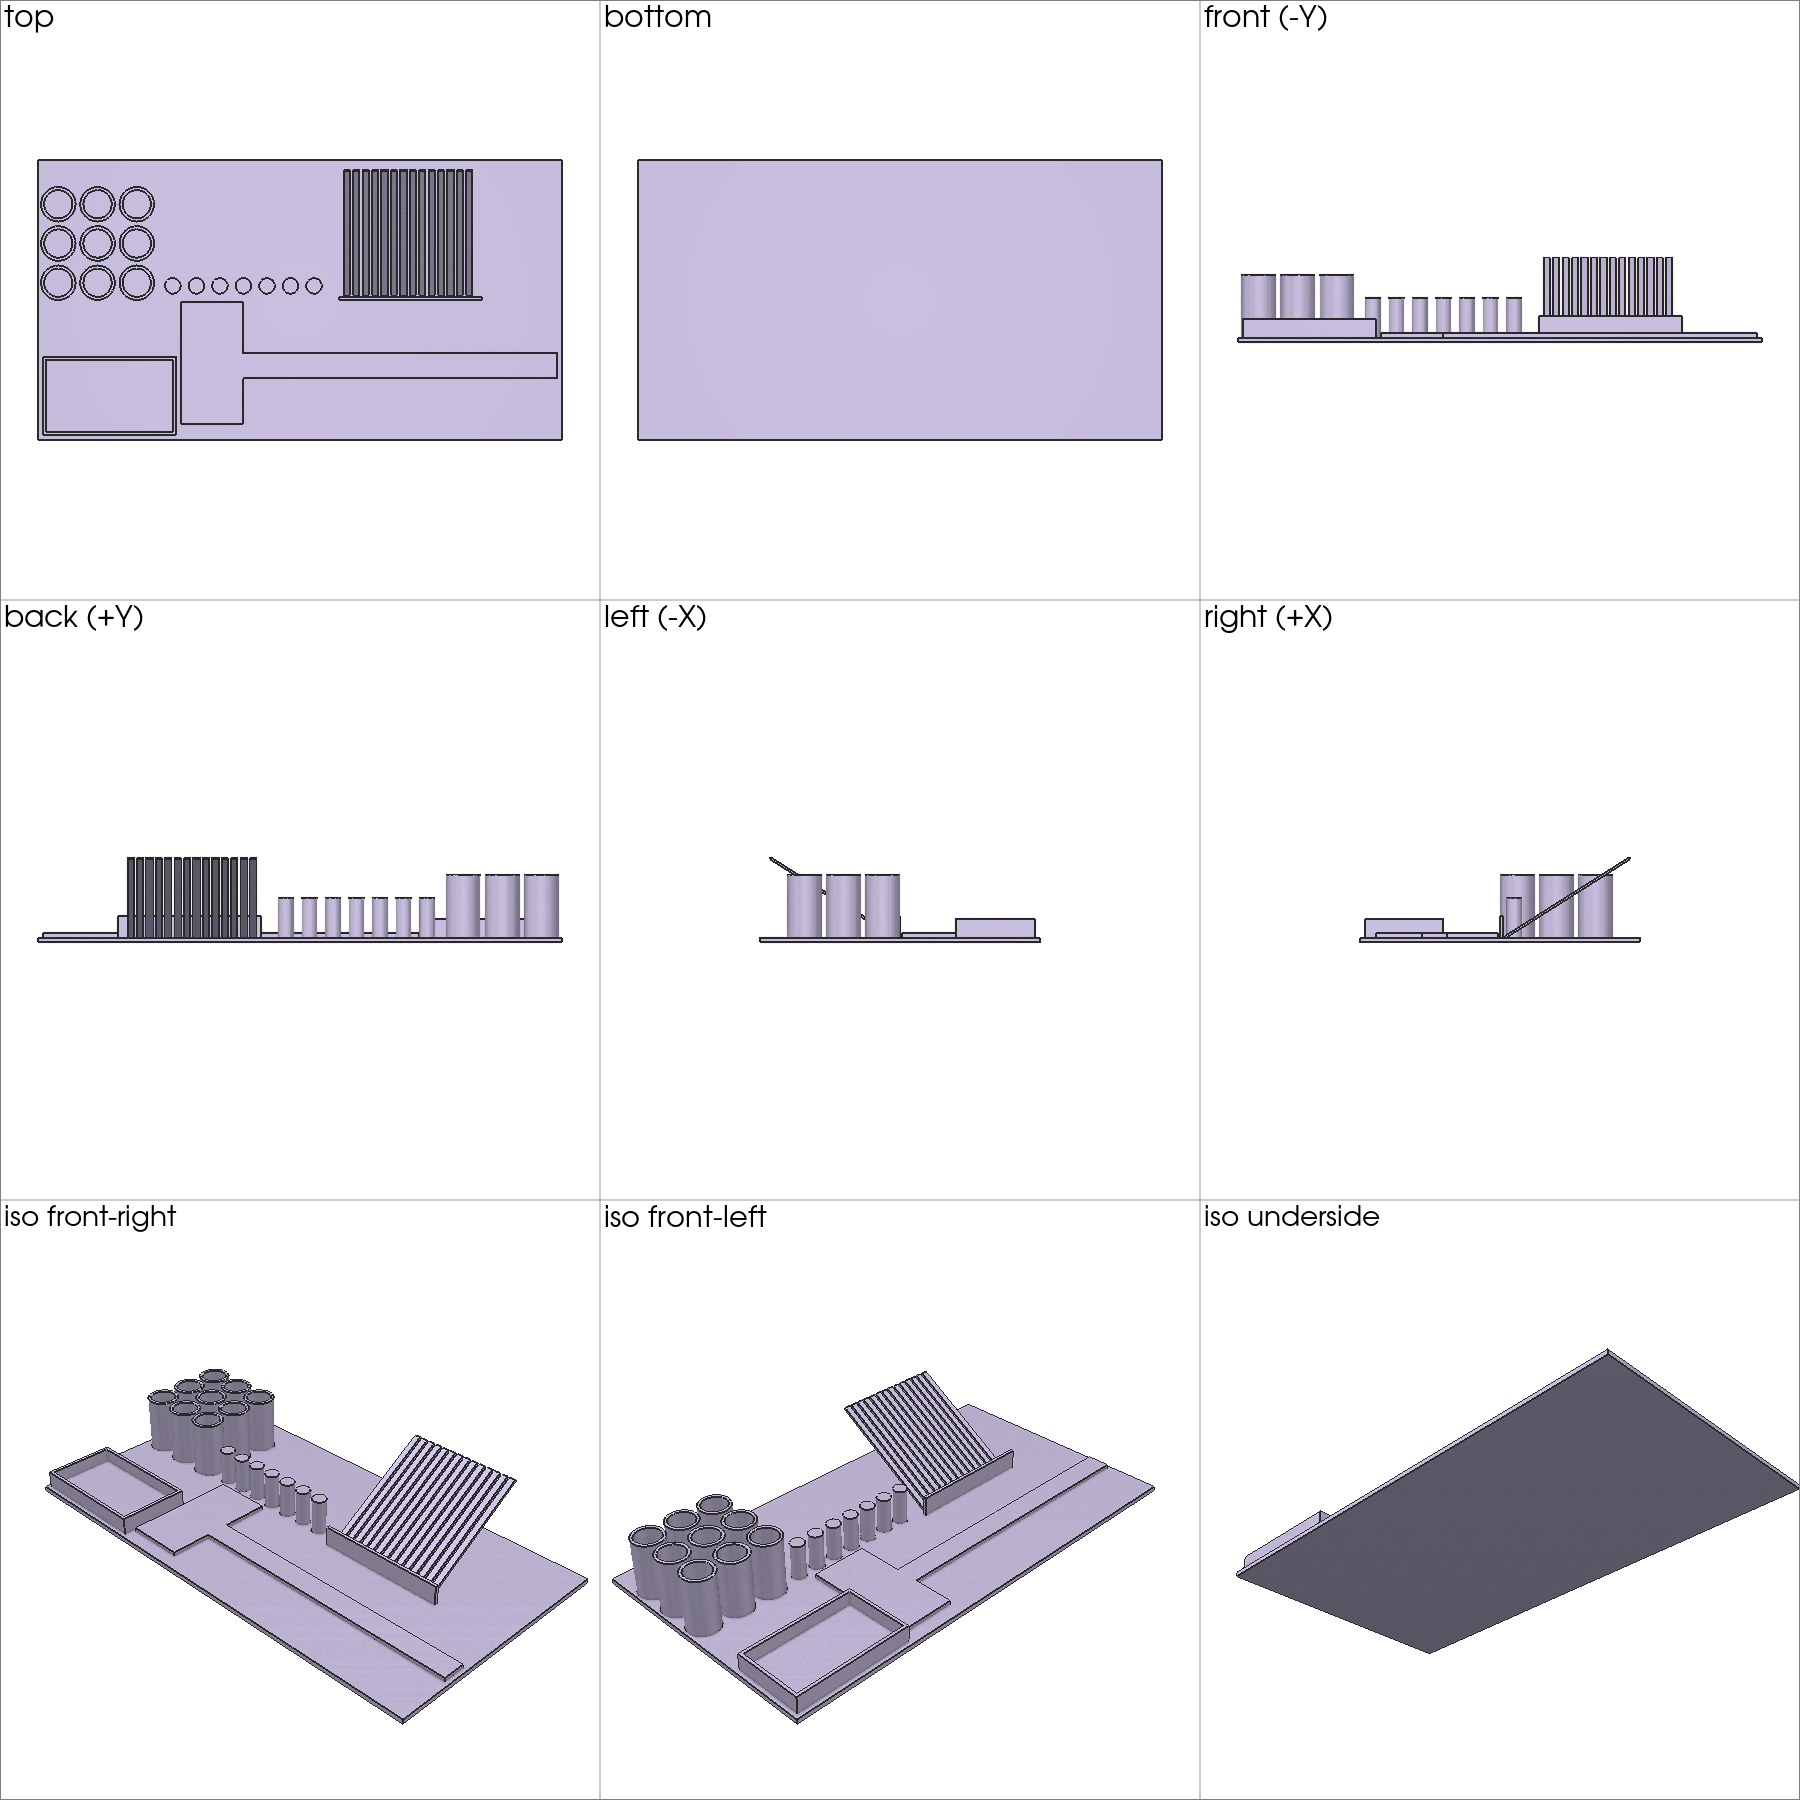 top
bottom
front (-Y)
back (+Y)
left (-X)
right (+X)
iso front-right
iso front-left
iso underside